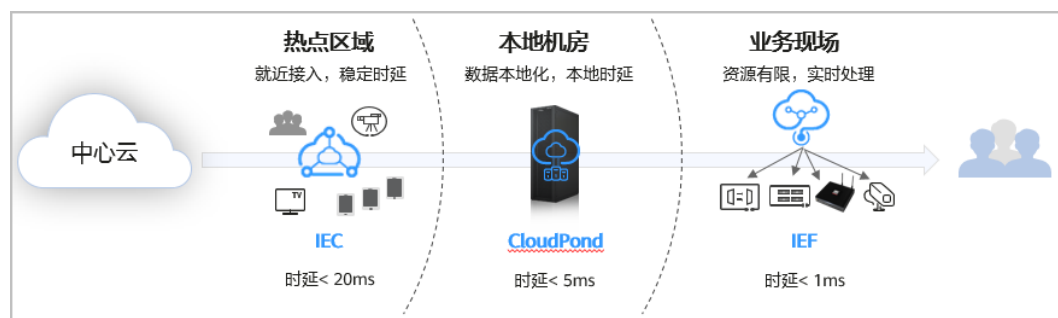 中心云
热点区域
就近接入，稳定时延
TV
IEC
时延< 20ms
本地机房
数据本地化，本地时延
CloudPond
时延< 5ms
业务现场
资源有限，实时处理
IEF
时延< 1ms